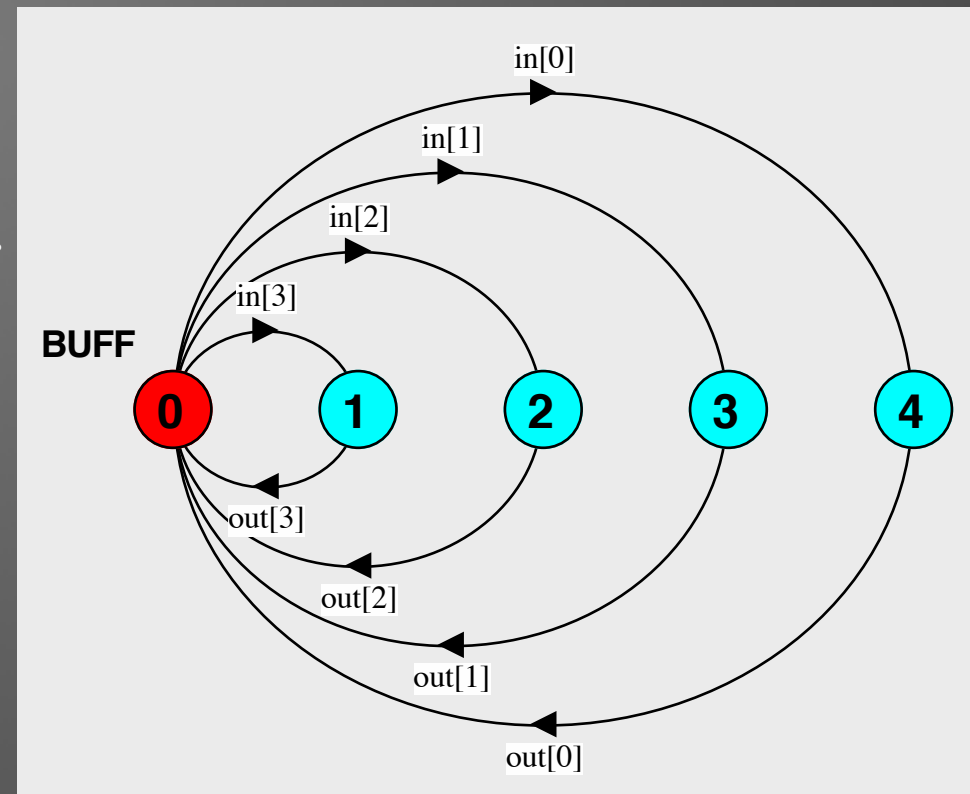 in[0]
in[1]
in[2]
in[3]
BUFF
0 1 2 3 4
out[3]
out[2]
out[1]
out[0]